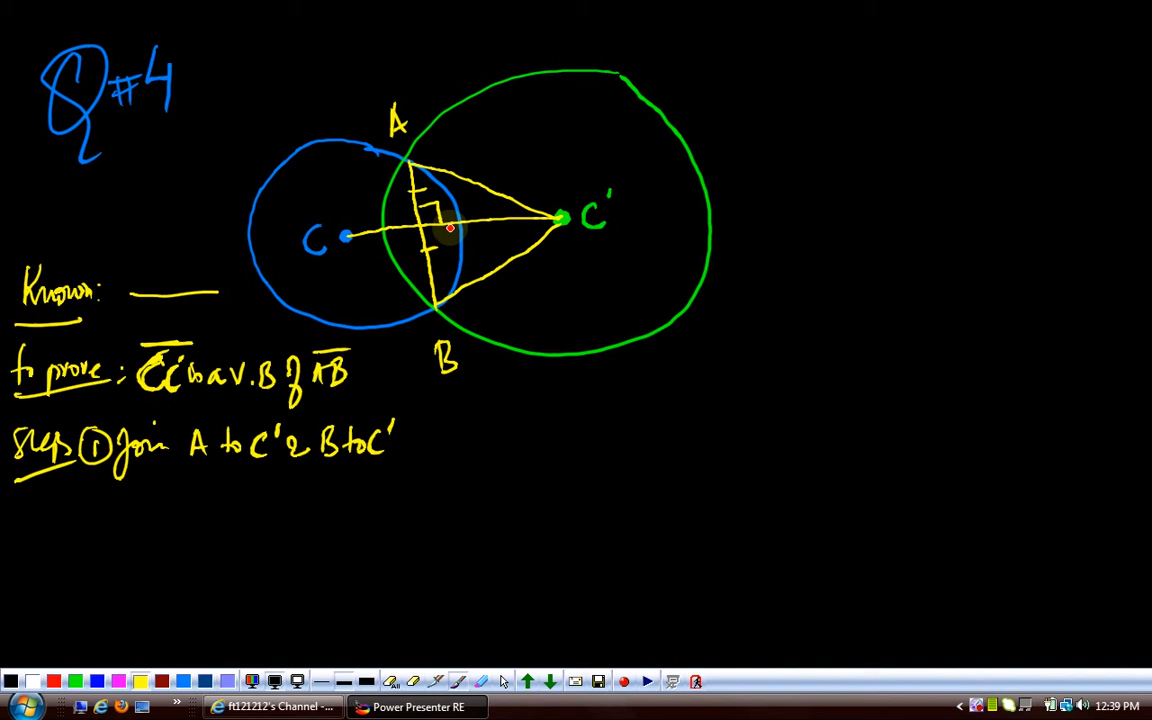 Q #4
A
C'
C
Known:
B
to prove: CC' is a ⊥.B of AB
Steps ① Join A to C' & B to C'
ft121212's Channel -...
Power Presenter RE
12:39 PM